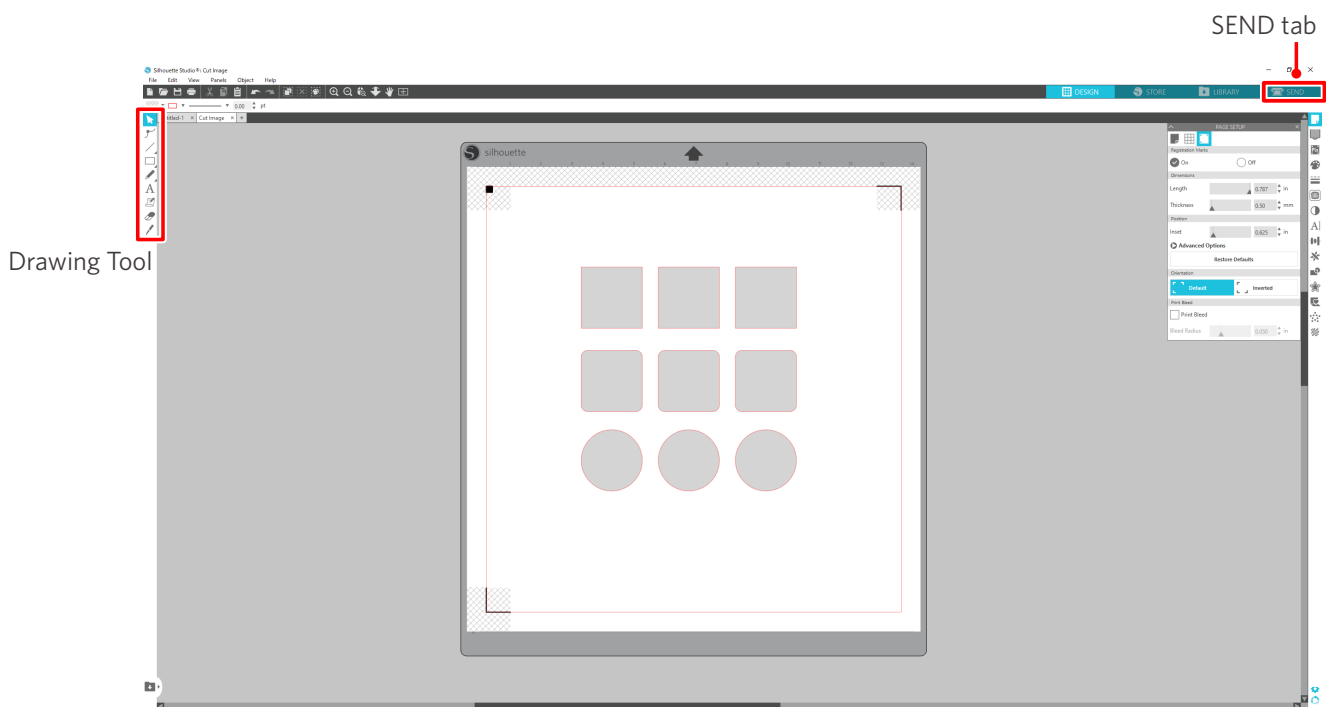 SEND tab
Silhouette Studio®: Cut Image
File Edit View Panels Object Help
DESIGN STORE LIBRARY SEND
0.00 pt
Cut Image × +
PAGE SETUP
silhouette
Registration Marks
On Off
Dimensions
Length 0.787 in
Thickness 0.50 mm
Position
Inset 0.625 in
Advanced Options
Restore Defaults
Orientation
Default Inverted
Print Bleed
Print Bleed
Bleed Radius 0.050 in
Drawing Tool